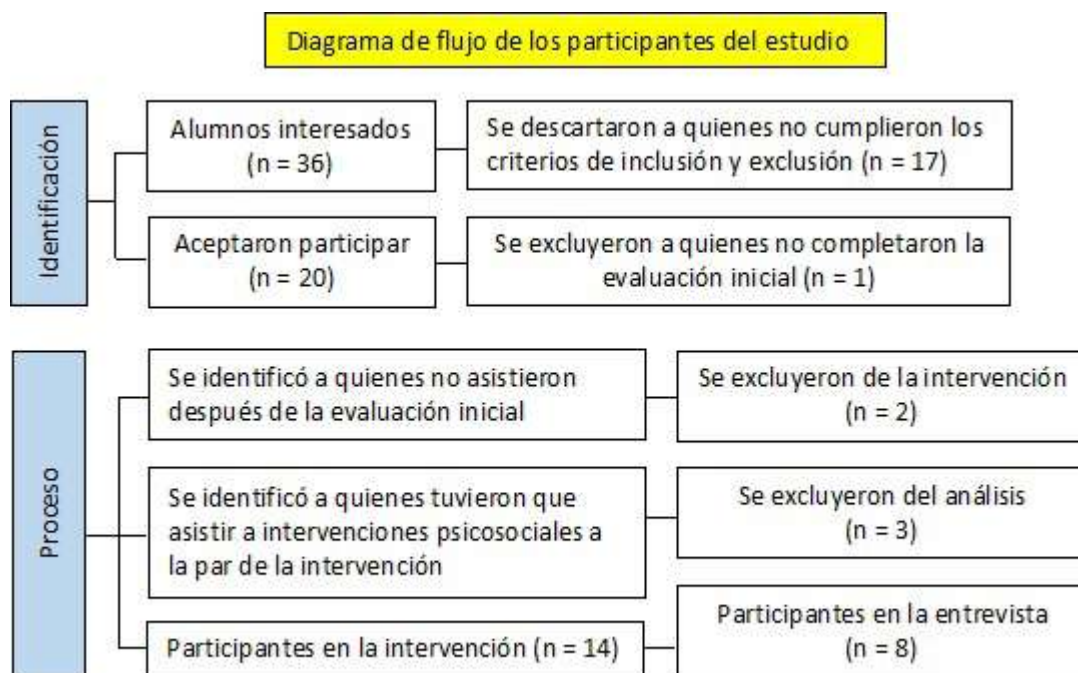 Diagrama de flujo de los participantes del estudio
Identificación
Alumnos interesados
(n = 36)
Se descartaron a quienes no cumplieron los
criterios de inclusión y exclusión (n = 17)
Aceptaron participar
(n = 20)
Se excluyeron a quienes no completaron la
evaluación inicial (n = 1)
Proceso
Se identificó a quienes no asistieron
después de la evaluación inicial
Se excluyeron de la intervención
(n = 2)
Se identificó a quienes tuvieron que
asistir a intervenciones psicosociales a
la par de la intervención
Se excluyeron del análisis
(n = 3)
Participantes en la intervención (n = 14)
Participantes en la entrevista
(n = 8)